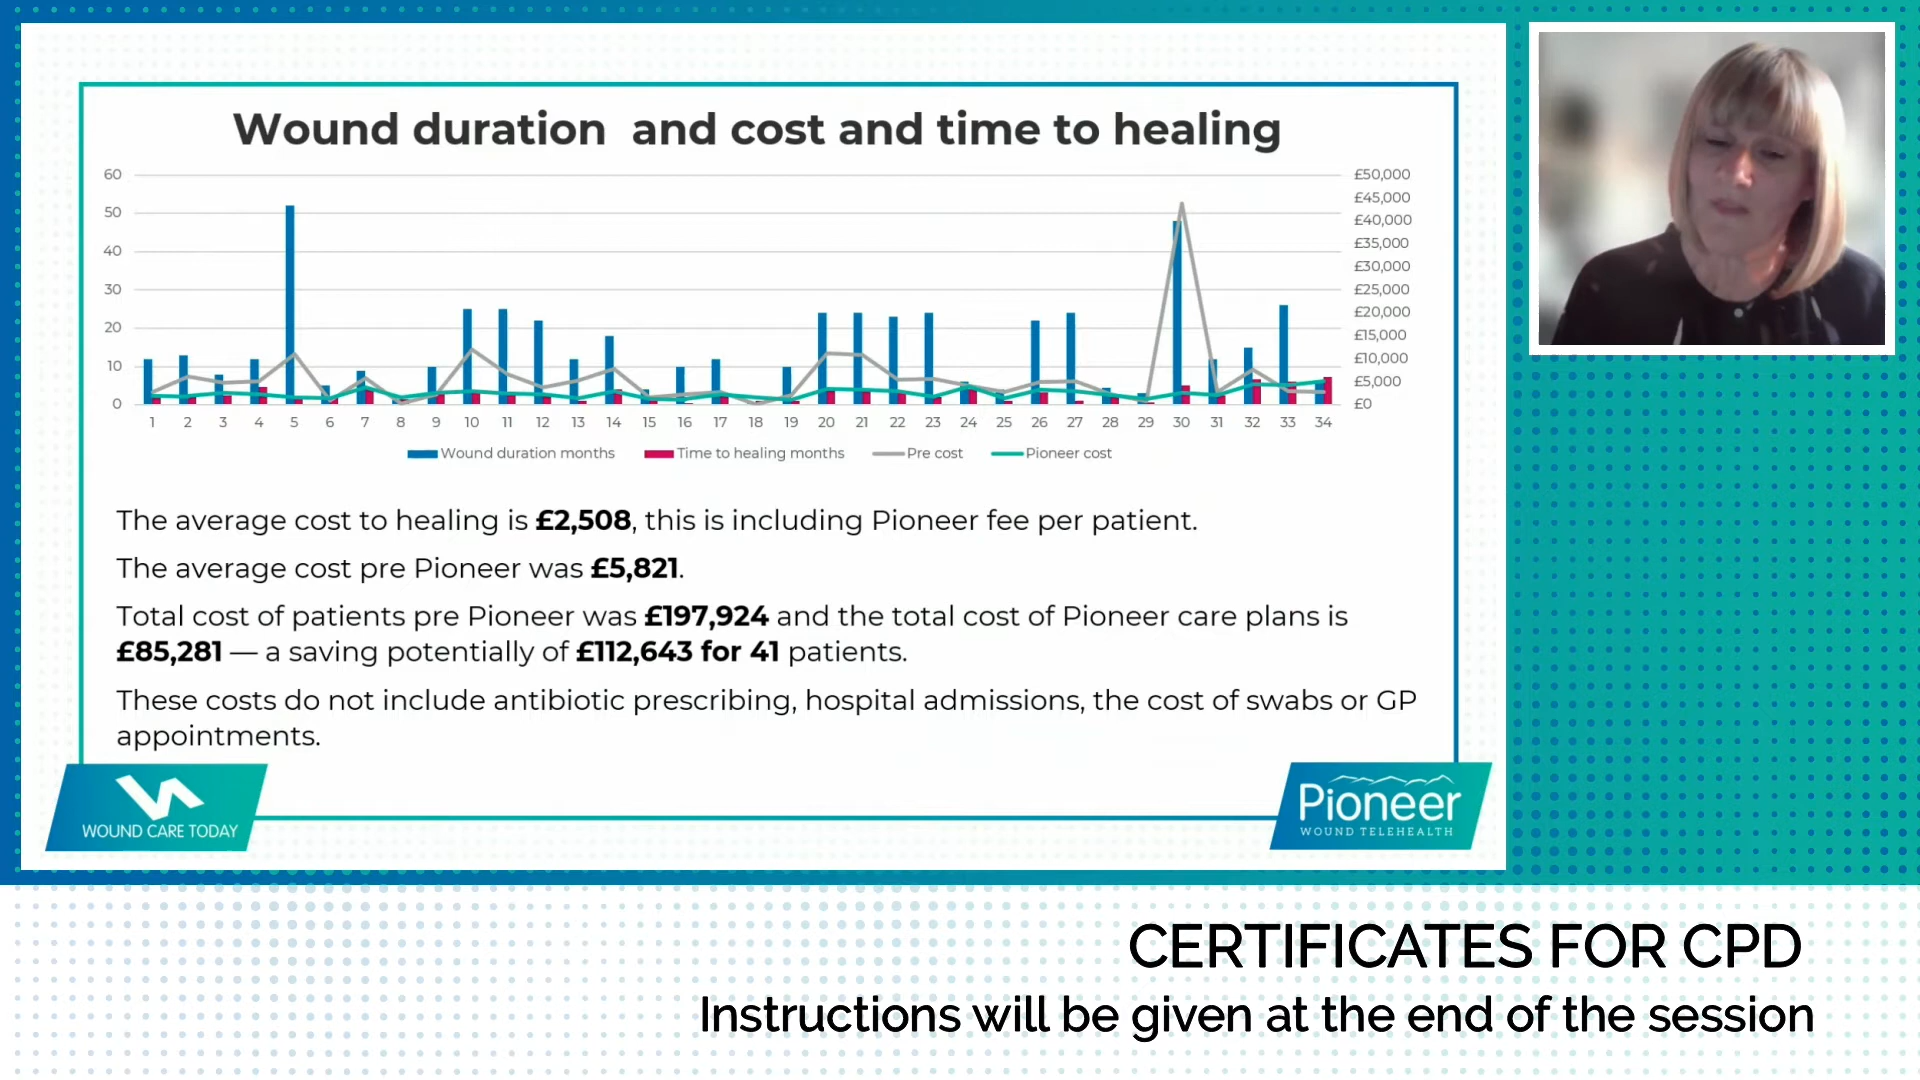 Wound duration and cost and time to healing
60
50
40
30
20
10
0
£50,000
£45,000
£40,000
£35,000
£30,000
£25,000
£20,000
£15,000
£10,000
£5,000
£0
1 2 3 4 5 6 7 8 9 10 11 12 13 14 15 16 17 18 19 20 21 22 23 24 25 26 27 28 29 30 31 32 33 34
Wound duration months Time to healing months Pre cost Pioneer cost
The average cost to healing is £2,508, this is including Pioneer fee per patient.
The average cost pre Pioneer was £5,821.
Total cost of patients pre Pioneer was £197,924 and the total cost of Pioneer care plans is
£85,281 — a saving potentially of £112,643 for 41 patients.
These costs do not include antibiotic prescribing, hospital admissions, the cost of swabs or GP
appointments.
WOUND CARE TODAY
Pioneer
WOUND TELEHEALTH
CERTIFICATES FOR CPD
Instructions will be given at the end of the session